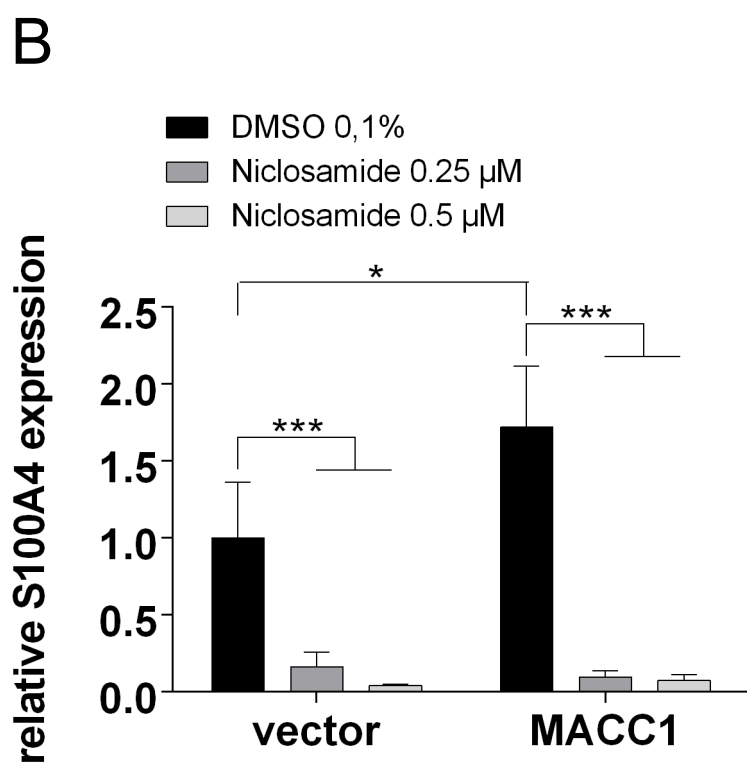 B
DMSO 0,1%
Niclosamide 0.25 µM
Niclosamide 0.5 µM
relative S100A4 expression
*
***
***
2.5
2.0
1.5
1.0
0.5
0.0
vector
MACC1